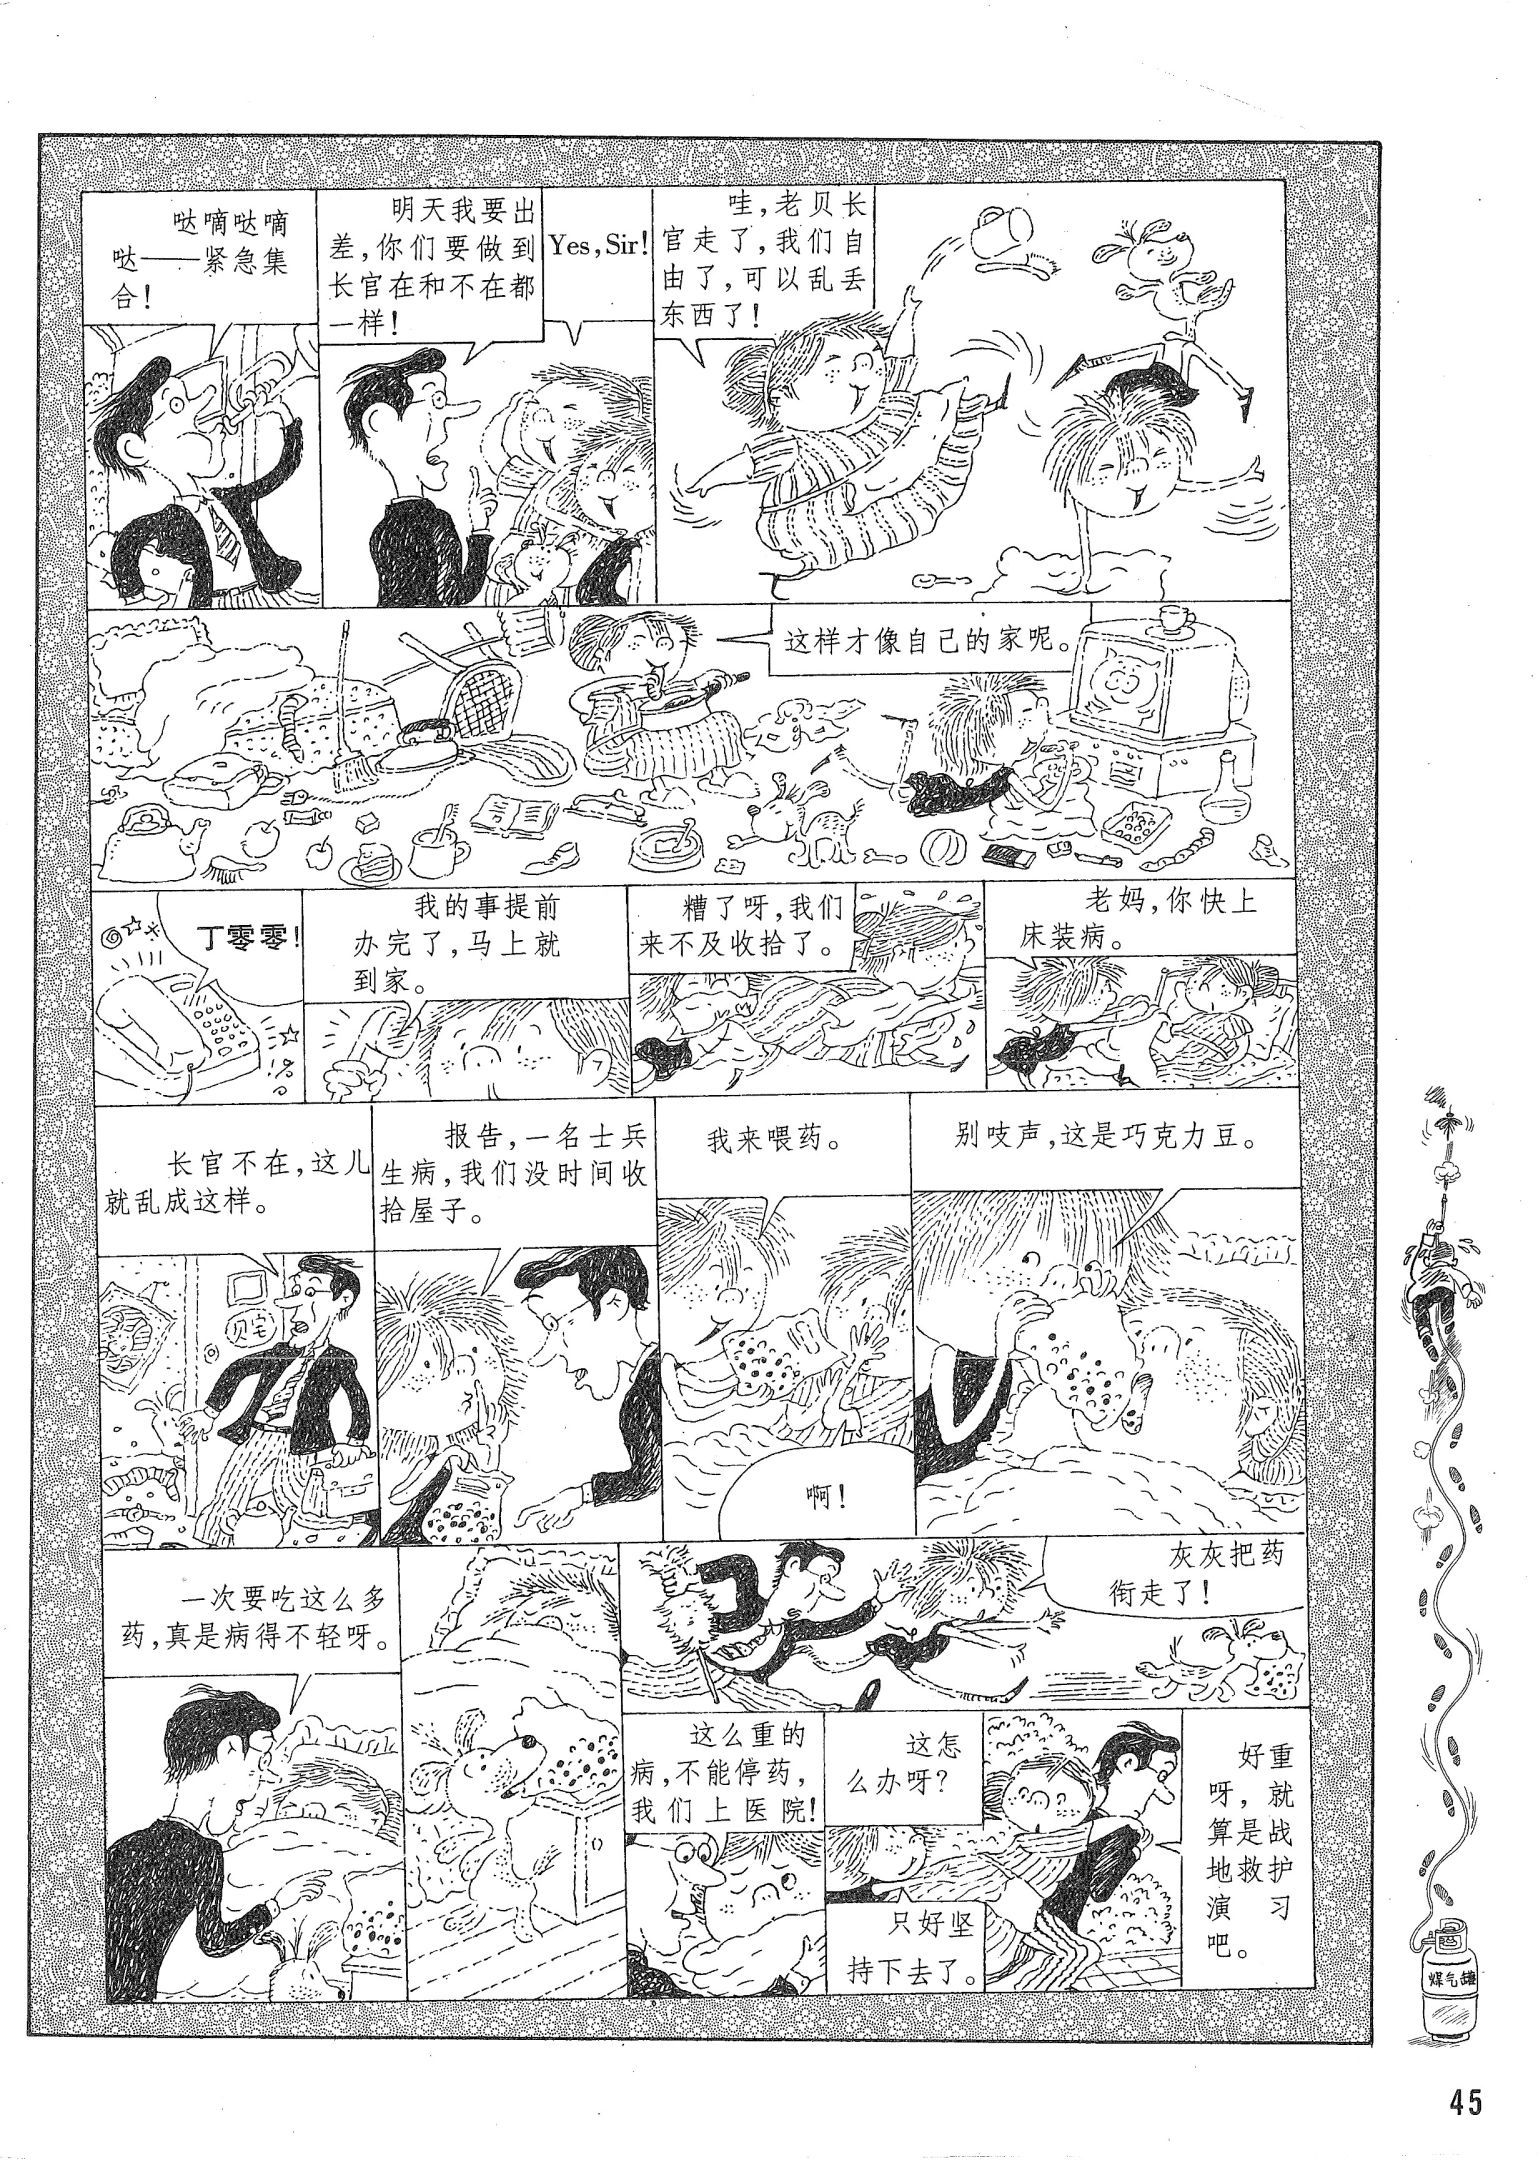 哒嘀哒嘀
哒——紧急集
合！
明天我要出
差，你们要做到
长官在和不在都
一样！
Yes, Sir!
哇，老贝长
官走了，我们自
由了，可以乱丢
东西了！
这样才像自己的家呢。
丁零零！
我的事提前
办完了，马上就
到家。
糟了呀，我们
来不及收拾了。
老妈，你快上
床装病。
长官不在，这儿
就乱成这样。
贝宅
报告，一名士兵
生病，我们没时间收
拾屋子。
我来喂药。
啊！
别吱声，这是巧克力豆。
一次要吃这么多
药，真是病得不轻呀。
灰灰把药
衔走了！
这么重的
病，不能停药，
我们上医院！
这怎
么办呀？
只好坚
持下去了。
好重
呀，就
算是战
地救护
演习
吧。
煤气罐
45